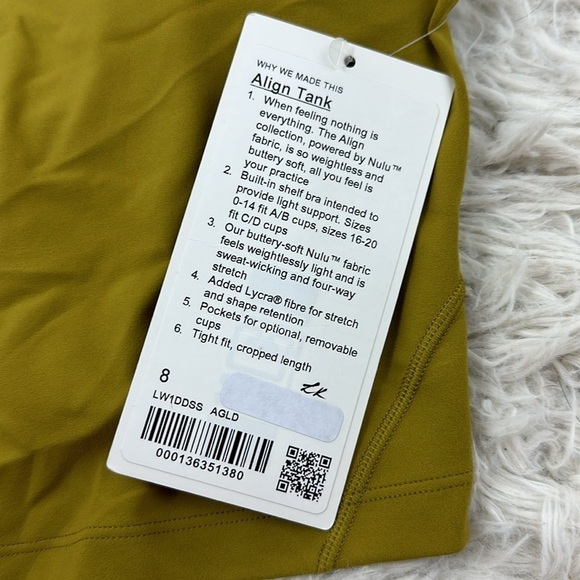 WHY WE MADE THIS
Align Tank
1. When feeling nothing is
everything. The Align
collection, powered by Nulu™
fabric, is so weightless and
buttery soft, all you feel is
your practice
2. Built-in shelf bra intended to
provide light support. Sizes
0-14 fit A/B cups, sizes 16-20
fit C/D cups
3. Our buttery-soft Nulu™ fabric
feels weightlessly light and is
sweat-wicking and four-way
stretch
4. Added Lycra® fibre for stretch
and shape retention
5. Pockets for optional, removable
cups
6. Tight fit, cropped length
8
LK
LW1DDSS AGLD
000136351380